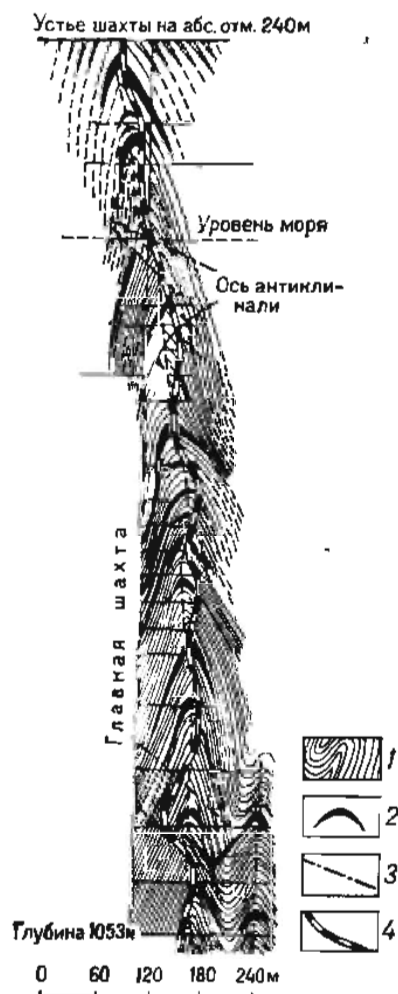 Устье шахты на абс. отм. 240м
Уровень моря
Ось антикли-
нали
Главная шахта
1
2
3
4
Глубина 1053м
0 60 120 180 240м